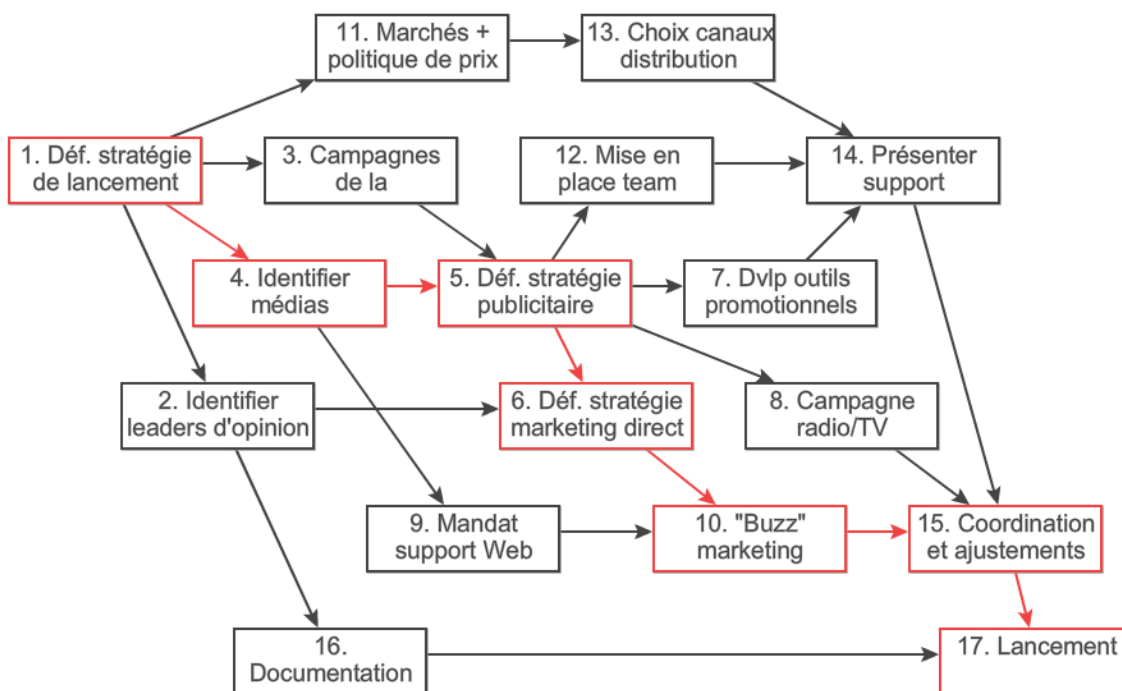 11. Marchés +
politique de prix
13. Choix canaux
distribution
1. Déf. stratégie
de lancement
3. Campagnes
de la
12. Mise en
place team
14. Présenter
support
4. Identifier
médias
5. Déf. stratégie
publicitaire
7. Dvlp outils
promotionnels
2. Identifier
leaders d'opinion
6. Déf. stratégie
marketing direct
8. Campagne
radio/TV
9. Mandat
support Web
10. "Buzz"
marketing
15. Coordination
et ajustements
16.
Documentation
17. Lancement